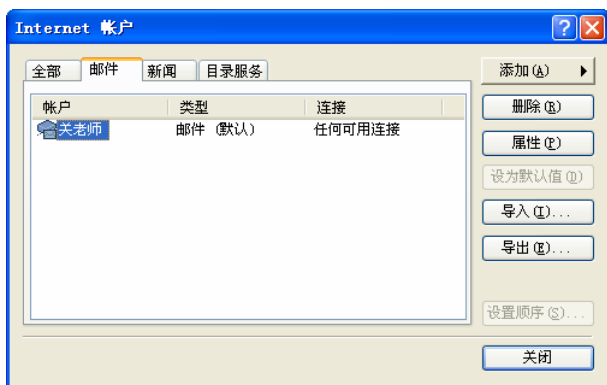 Internet 帐户
全部 邮件 新闻 目录服务
帐户 类型 连接
关老师 邮件 (默认) 任何可用连接
添加(A)
删除(R)
属性(P)
设为默认值(D)
导入(I)...
导出(E)...
设置顺序(S)...
关闭